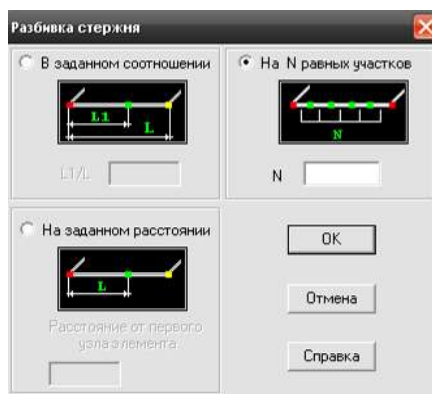 Разбивка стержня
В заданном соотношении
L1
L
L1/L
На N равных участков
N
N
На заданном расстоянии
L
Расстояние от первого
узла элемента
OK
Отмена
Справка